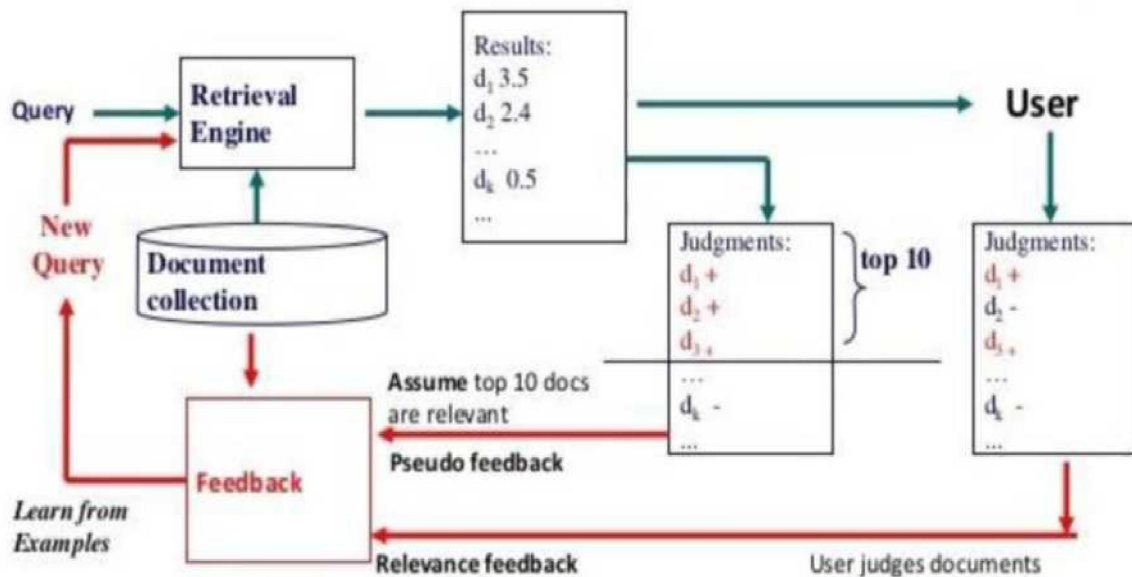 Query
Retrieval
Engine
Results:
d1 3.5
d2 2.4
...
dk 0.5
...
User
New
Query
Document
collection
Judgments:
d1 +
d2 +
d3 +
...
dk -
...
top 10
Judgments:
d1 +
d2 -
d3 +
...
dk -
...
Assume top 10 docs
are relevant
Pseudo feedback
Feedback
Learn from
Examples
Relevance feedback
User judges documents